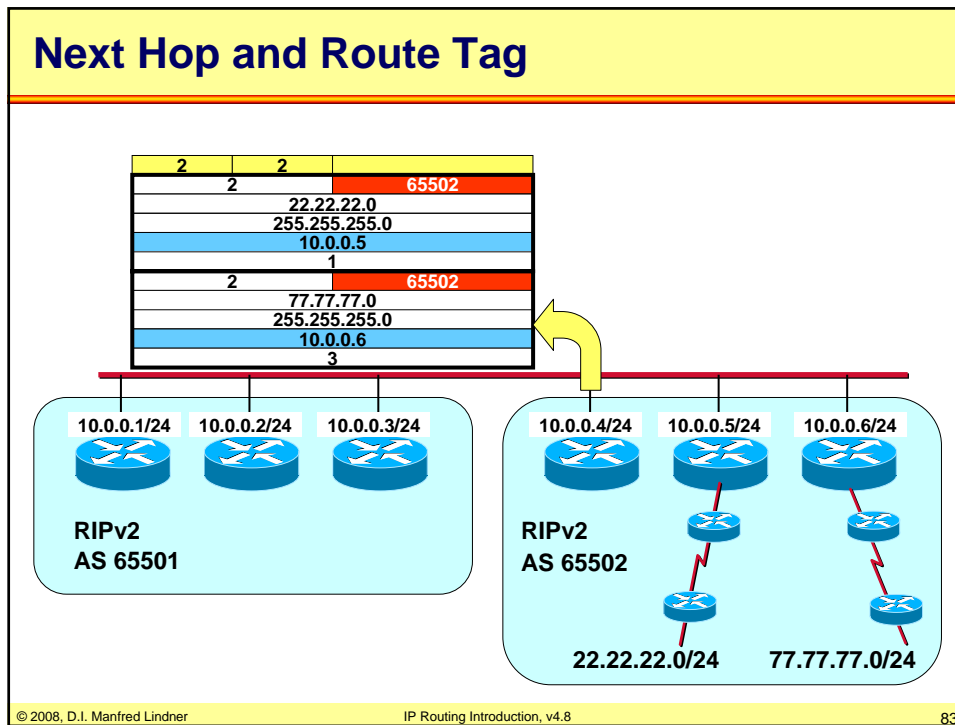 Next Hop and Route Tag
2 2
2 65502
22.22.22.0
255.255.255.0
10.0.0.5
1
2 65502
77.77.77.0
255.255.255.0
10.0.0.6
3
10.0.0.1/24 10.0.0.2/24 10.0.0.3/24 10.0.0.4/24 10.0.0.5/24 10.0.0.6/24
RIPv2
AS 65501
RIPv2
AS 65502
22.22.22.0/24 77.77.77.0/24
© 2008, D.I. Manfred Lindner IP Routing Introduction, v4.8 83